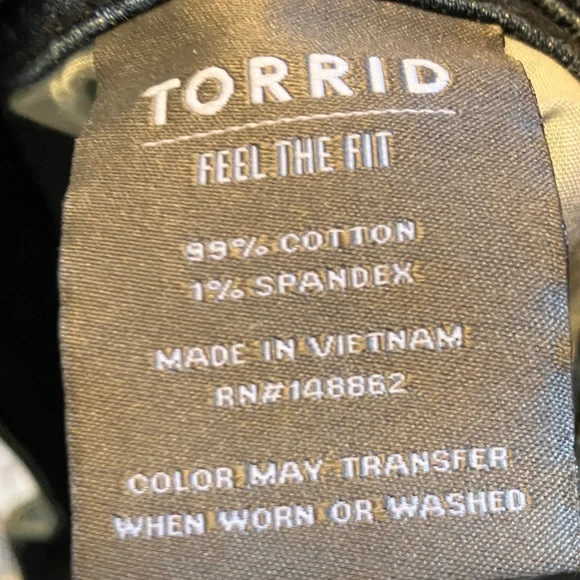 TORRID
FEEL THE FIT
99% COTTON
1% SPANDEX
MADE IN VIETNAM
RN#148862
COLOR MAY TRANSFER
WHEN WORN OR WASHED